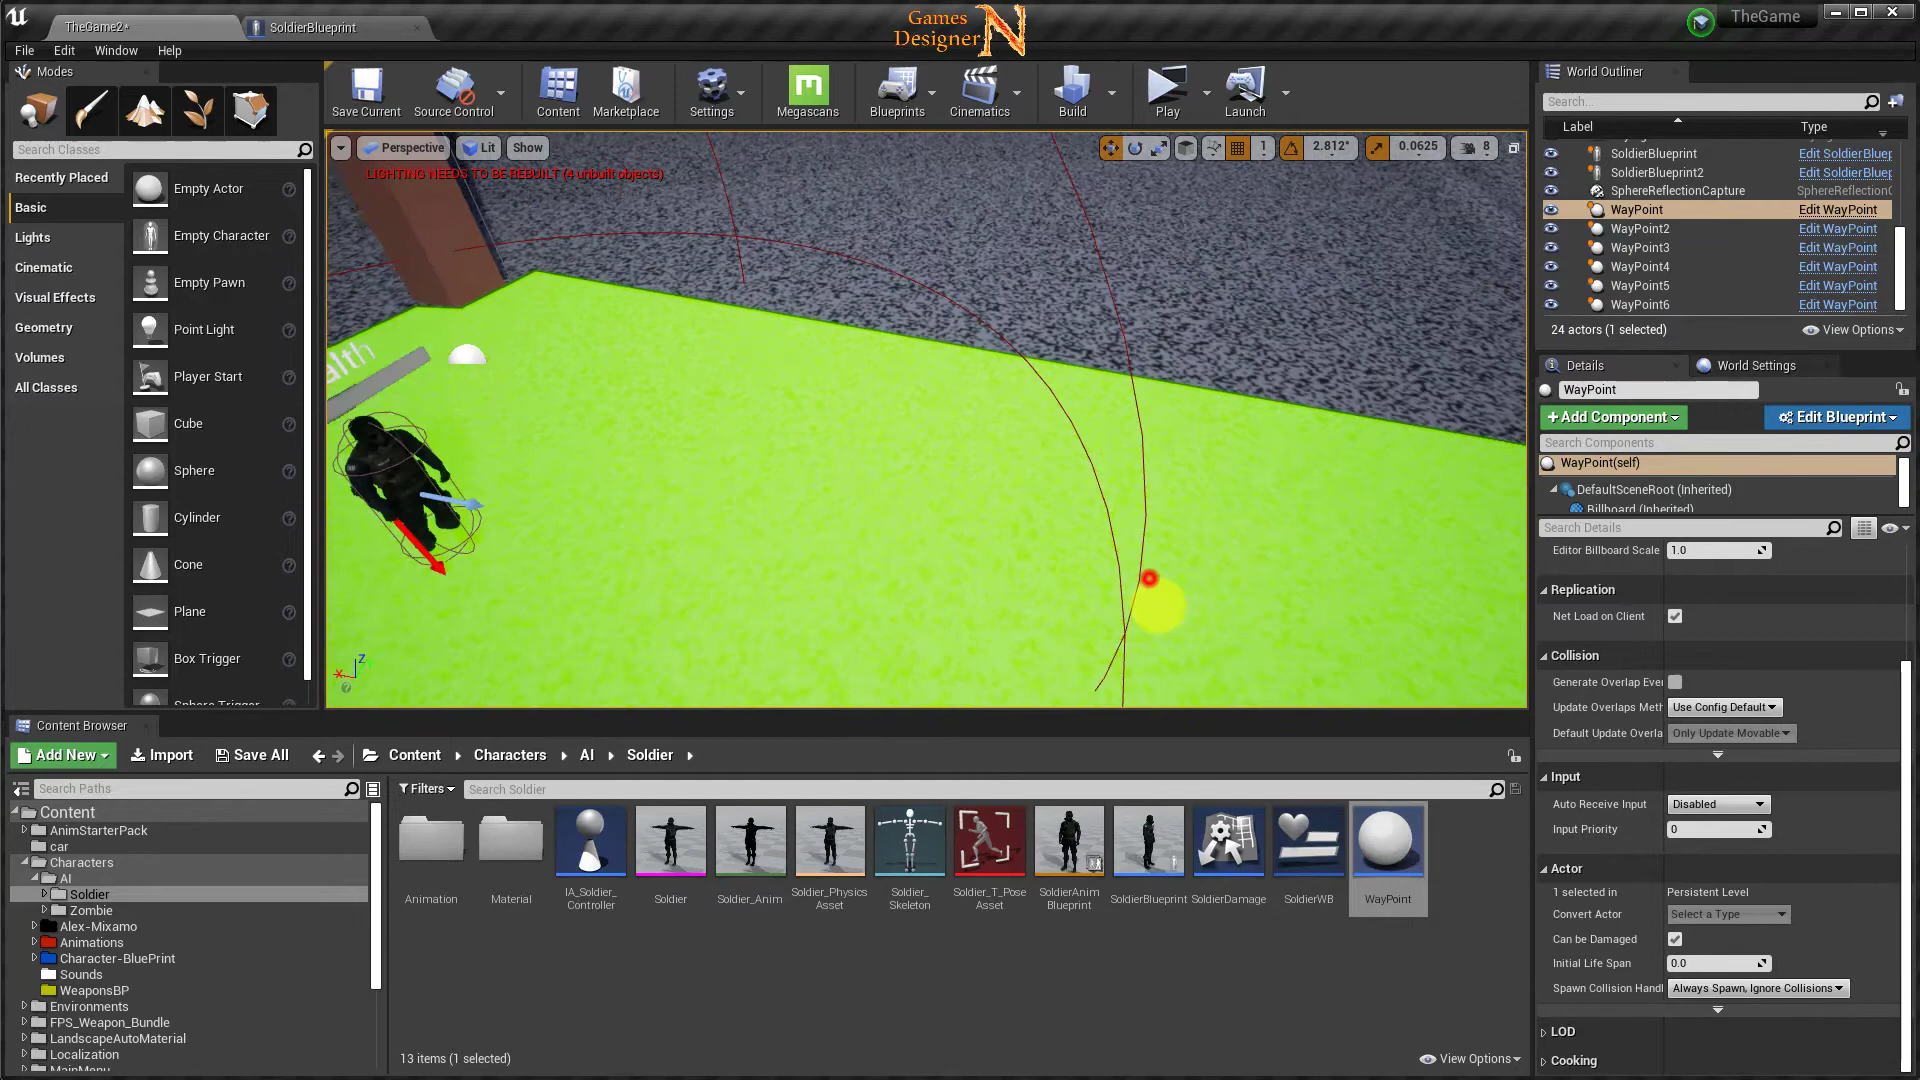 TheGame2*
SoldierBlueprint
Games
Designer
N
TheGame
File
Edit
Window
Help
Modes
Search Classes
Recently Placed
Basic
Lights
Cinematic
Visual Effects
Geometry
Volumes
All Classes
Empty Actor
Empty Character
Empty Pawn
Point Light
Player Start
Cube
Sphere
Cylinder
Cone
Plane
Box Trigger
Sphere Trigger
Save Current
Source Control
Content
Marketplace
Settings
Megascans
Blueprints
Cinematics
Build
Play
Launch
Perspective
Lit
Show
1
2.812°
0.0625
8
LIGHTING NEEDS TO BE REBUILT (4 unbuilt objects)
alth
X
Z
World Outliner
Search...
Label
Type
SoldierBlueprint
Edit SoldierBluep
SoldierBlueprint2
Edit SoldierBluep
SphereReflectionCapture
SphereReflectionC
WayPoint
Edit WayPoint
WayPoint2
Edit WayPoint
WayPoint3
Edit WayPoint
WayPoint4
Edit WayPoint
WayPoint5
Edit WayPoint
WayPoint6
Edit WayPoint
24 actors (1 selected)
View Options
Details
World Settings
WayPoint
+Add Component
Edit Blueprint
Search Components
WayPoint(self)
DefaultSceneRoot (Inherited)
Billboard (Inherited)
Search Details
Editor Billboard Scale
1.0
Replication
Net Load on Client
Collision
Generate Overlap Ever
Update Overlaps Meth
Use Config Default
Default Update Overla
Only Update Movable
Input
Auto Receive Input
Disabled
Input Priority
0
Actor
1 selected in
Persistent Level
Convert Actor
Select a Type
Can be Damaged
Initial Life Span
0.0
Spawn Collision Handl
Always Spawn, Ignore Collisions
LOD
Cooking
Content Browser
Add New
Import
Save All
Content
Characters
AI
Soldier
Search Paths
Filters
Search Soldier
Content
AnimStarterPack
car
Characters
AI
Soldier
Zombie
Alex-Mixamo
Animations
Character-BluePrint
Sounds
WeaponsBP
Environments
FPS_Weapon_Bundle
LandscapeAutoMaterial
Localization
MainMenu
Animation
Material
IA_Soldier_
Controller
Soldier
Soldier_Anim
Soldier_Physics
Asset
Soldier_
Skeleton
Soldier_T_Pose
Asset
SoldierAnim
Blueprint
SoldierBlueprint
SoldierDamage
SoldierWB
WayPoint
13 items (1 selected)
View Options